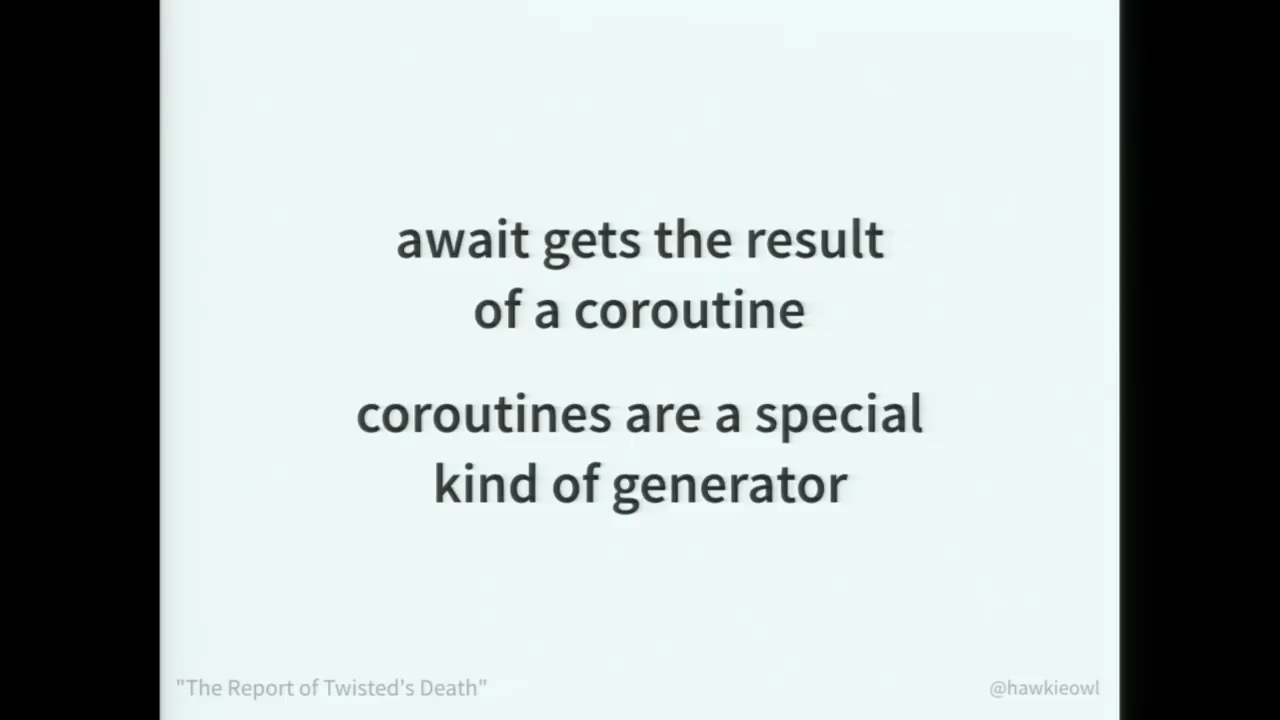 await gets the result
of a coroutine
coroutines are a special
kind of generator
"The Report of Twisted's Death"
@hawkieowl